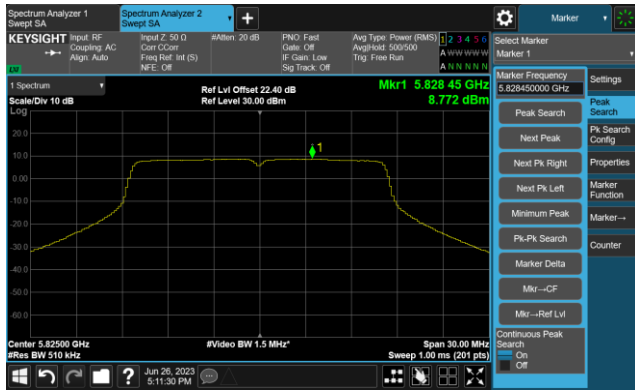 Spectrum Analyzer 1
Swept SA
Spectrum Analyzer 2
Swept SA
Marker
KEYSIGHT
Input: RF
Coupling: AC
Align: Auto
Input Z: 50 Ω
Corr CCorr
Freq Ref: Int (S)
NFE: Off
#Atten: 20 dB
PNO: Fast
Gate: Off
IF Gain: Low
Sig Track: Off
Avg Type: Power (RMS)
Avg|Hold: 500/500
Trig: Free Run
1 2 3 4 5 6
A W W W W W
A N N N N N
Select Marker
Marker 1
1 Spectrum
Scale/Div 10 dB
Log
Ref Lvl Offset 22.40 dB
Ref Level 30.00 dBm
Mkr1 5.828 45 GHz
8.772 dBm
20.0
10.0
0.00
-10.0
-20.0
-30.0
-40.0
-50.0
-60.0
1
Center 5.82500 GHz
#Res BW 510 kHz
#Video BW 1.5 MHz*
Span 30.00 MHz
Sweep 1.00 ms (201 pts)
Marker Frequency
5.828450000 GHz
Peak Search
Next Peak
Next Pk Right
Next Pk Left
Minimum Peak
Pk-Pk Search
Marker Delta
Mkr→CF
Mkr→Ref Lvl
Continuous Peak
Search
On
Off
Settings
Peak
Search
Pk Search
Config
Properties
Marker
Function
Marker→
Counter
?
Jun 26, 2023
5:11:30 PM